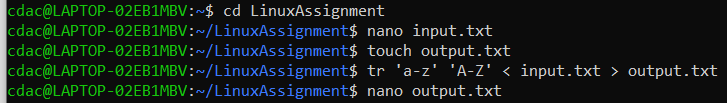 cdac@LAPTOP-02EB1MBV:~$ cd LinuxAssignment
cdac@LAPTOP-02EB1MBV:~/LinuxAssignment$ nano input.txt
cdac@LAPTOP-02EB1MBV:~/LinuxAssignment$ touch output.txt
cdac@LAPTOP-02EB1MBV:~/LinuxAssignment$ tr 'a-z' 'A-Z' < input.txt > output.txt
cdac@LAPTOP-02EB1MBV:~/LinuxAssignment$ nano output.txt